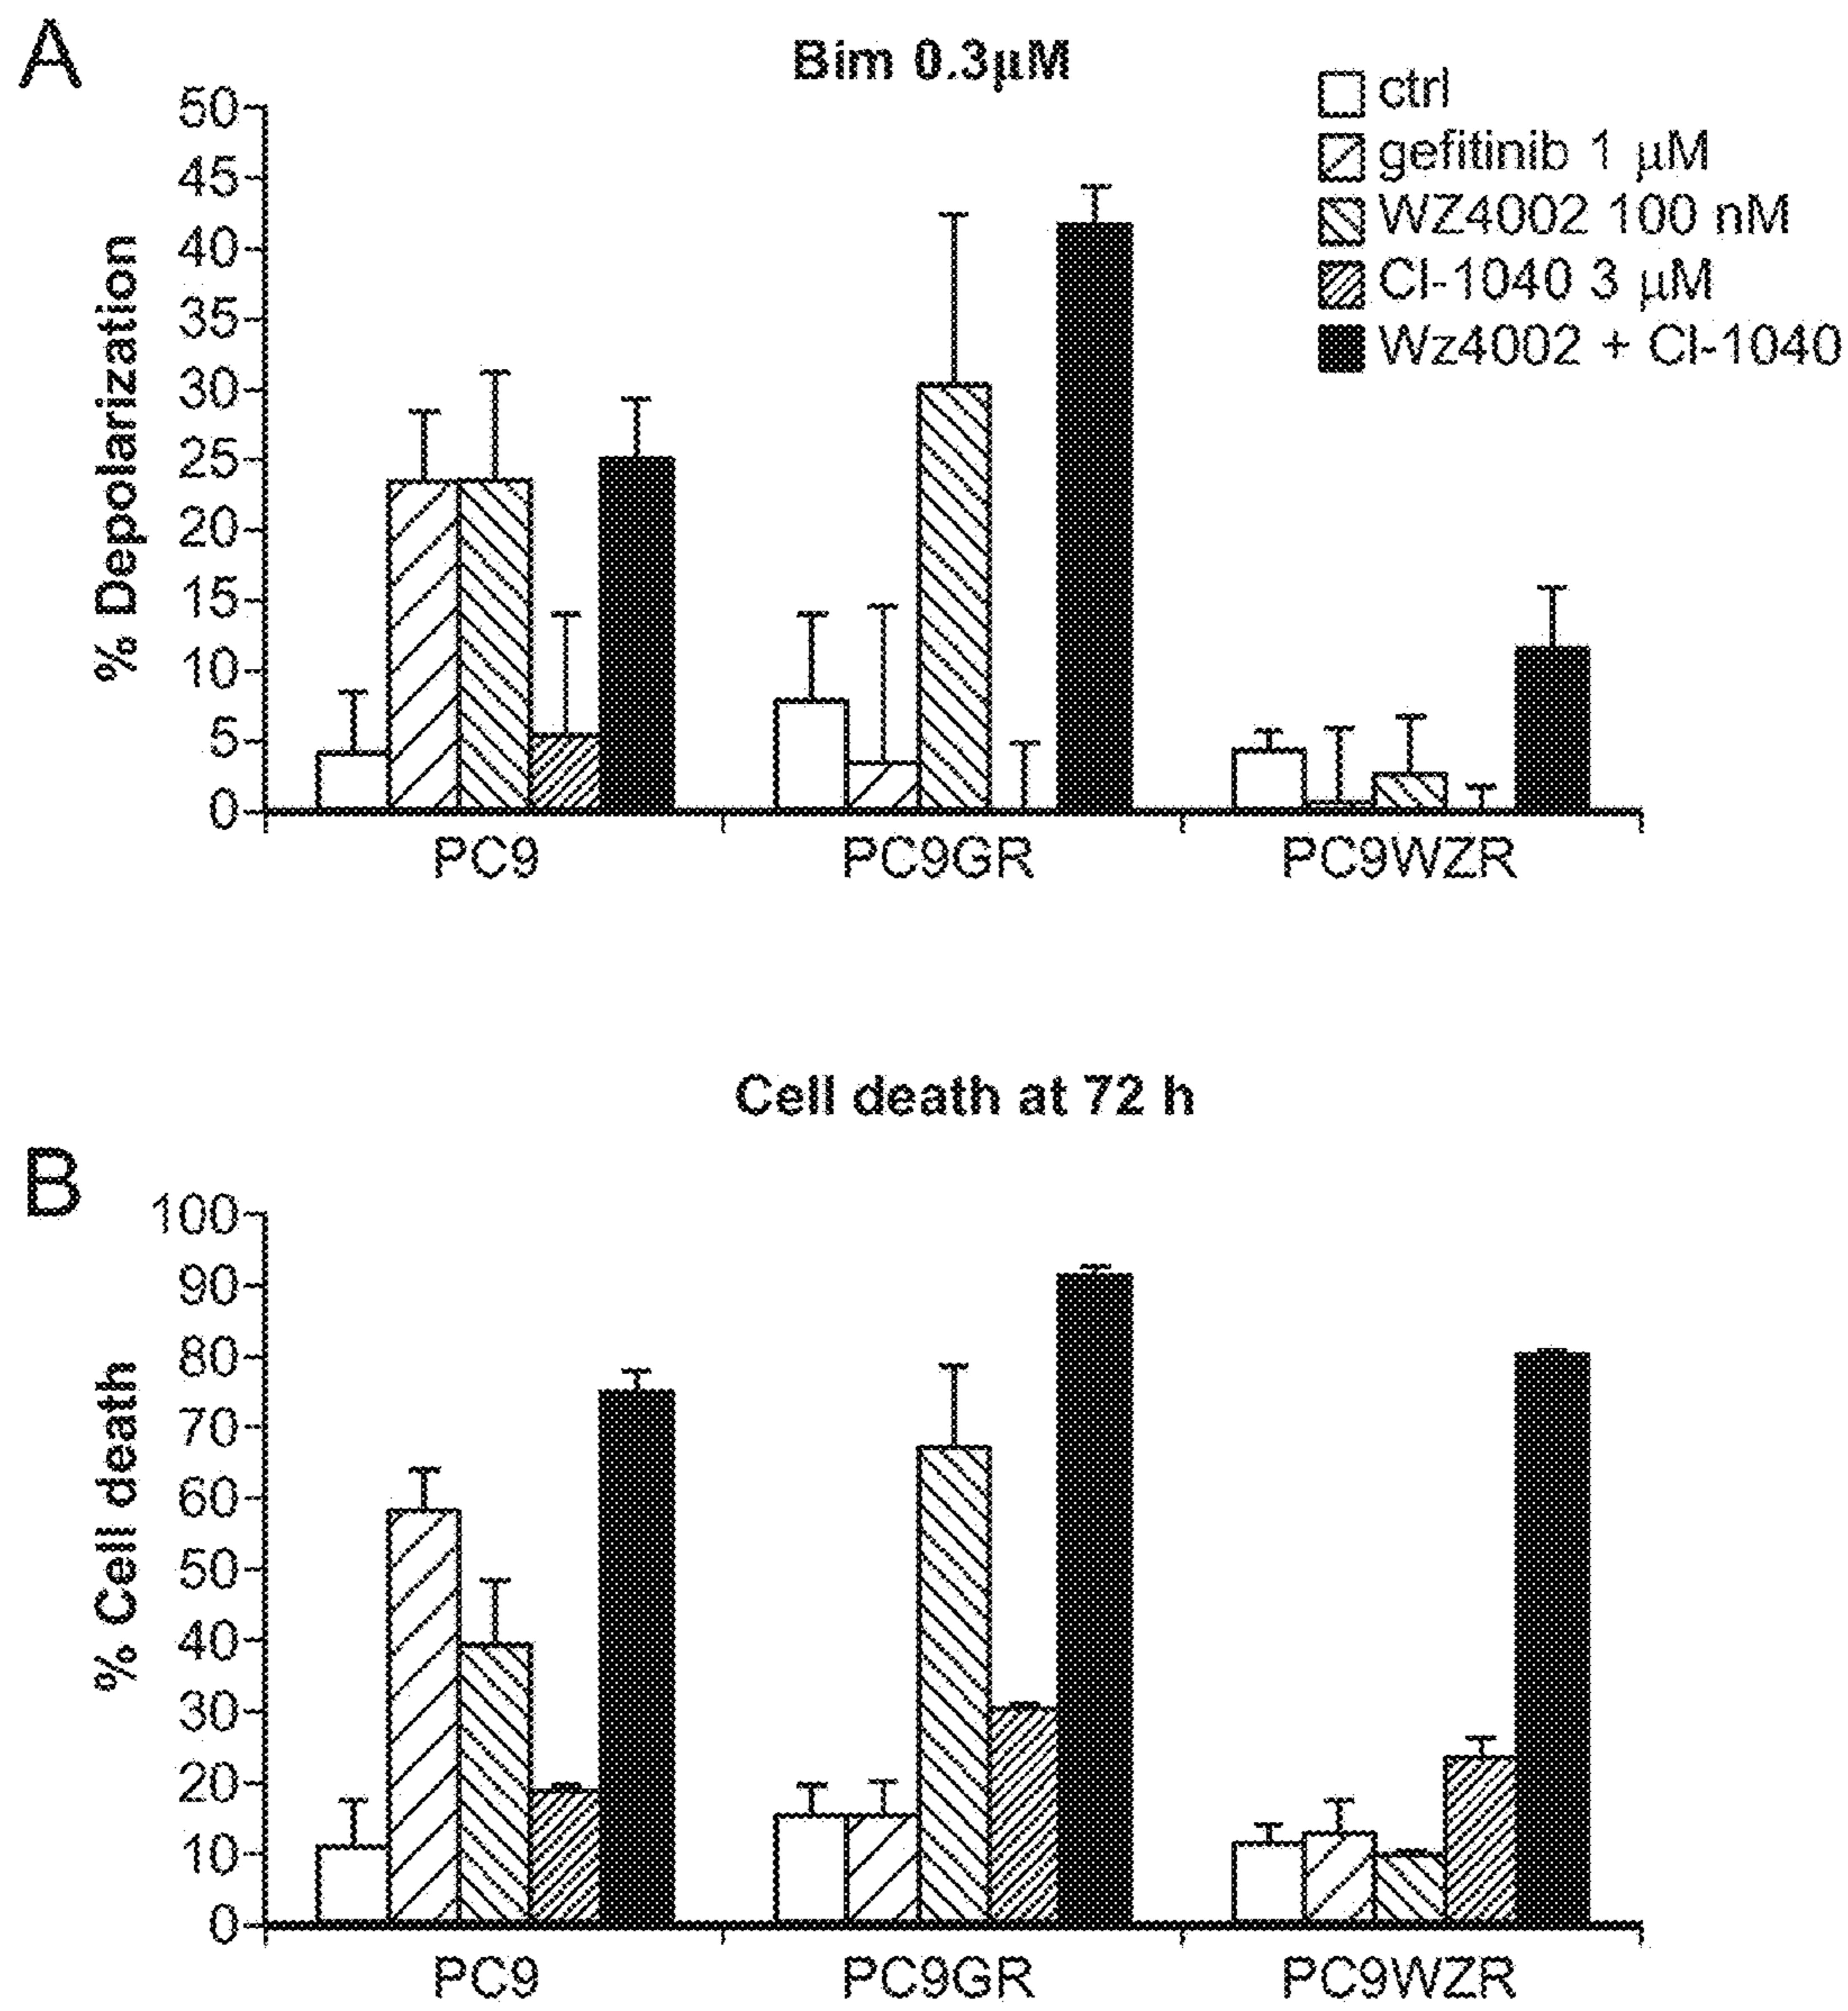 A
Bim 0.3µM
ctrl
gefitinib 1 µM
WZ4002 100 nM
CI-1040 3 µM
Wz4002 + CI-1040
% Depolarization
50
45
40
35
30
25
20
15
10
5
0
PC9 PC9GR PC9WZR
Cell death at 72 h
B
% Cell death
100
90
80
70
60
50
40
30
20
10
0
PC9 PC9GR PC9WZR